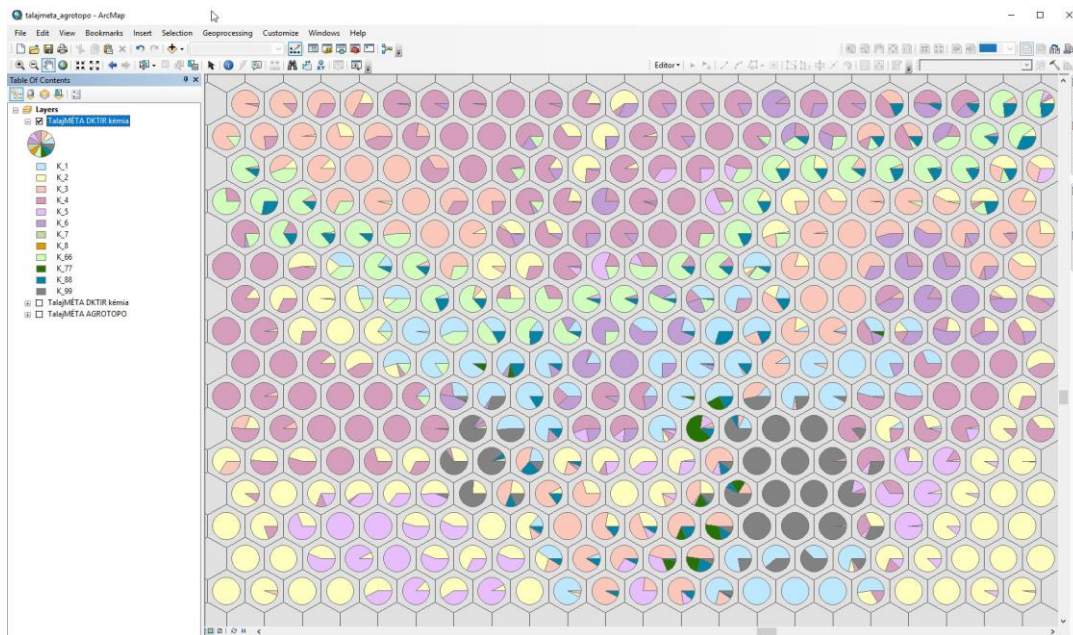 talajmeta_agrotopo - ArcMap
File Edit View Bookmarks Insert Selection Geoprocessing Customize Windows Help
Editor
Table Of Contents
Layers
TalajMÉTA DKTIR kémia
K_1
K_2
K_3
K_4
K_5
K_6
K_7
K_8
K_66
K_77
K_88
K_99
TalajMÉTA DKTIR kémia
TalajMÉTA AGROTOPO